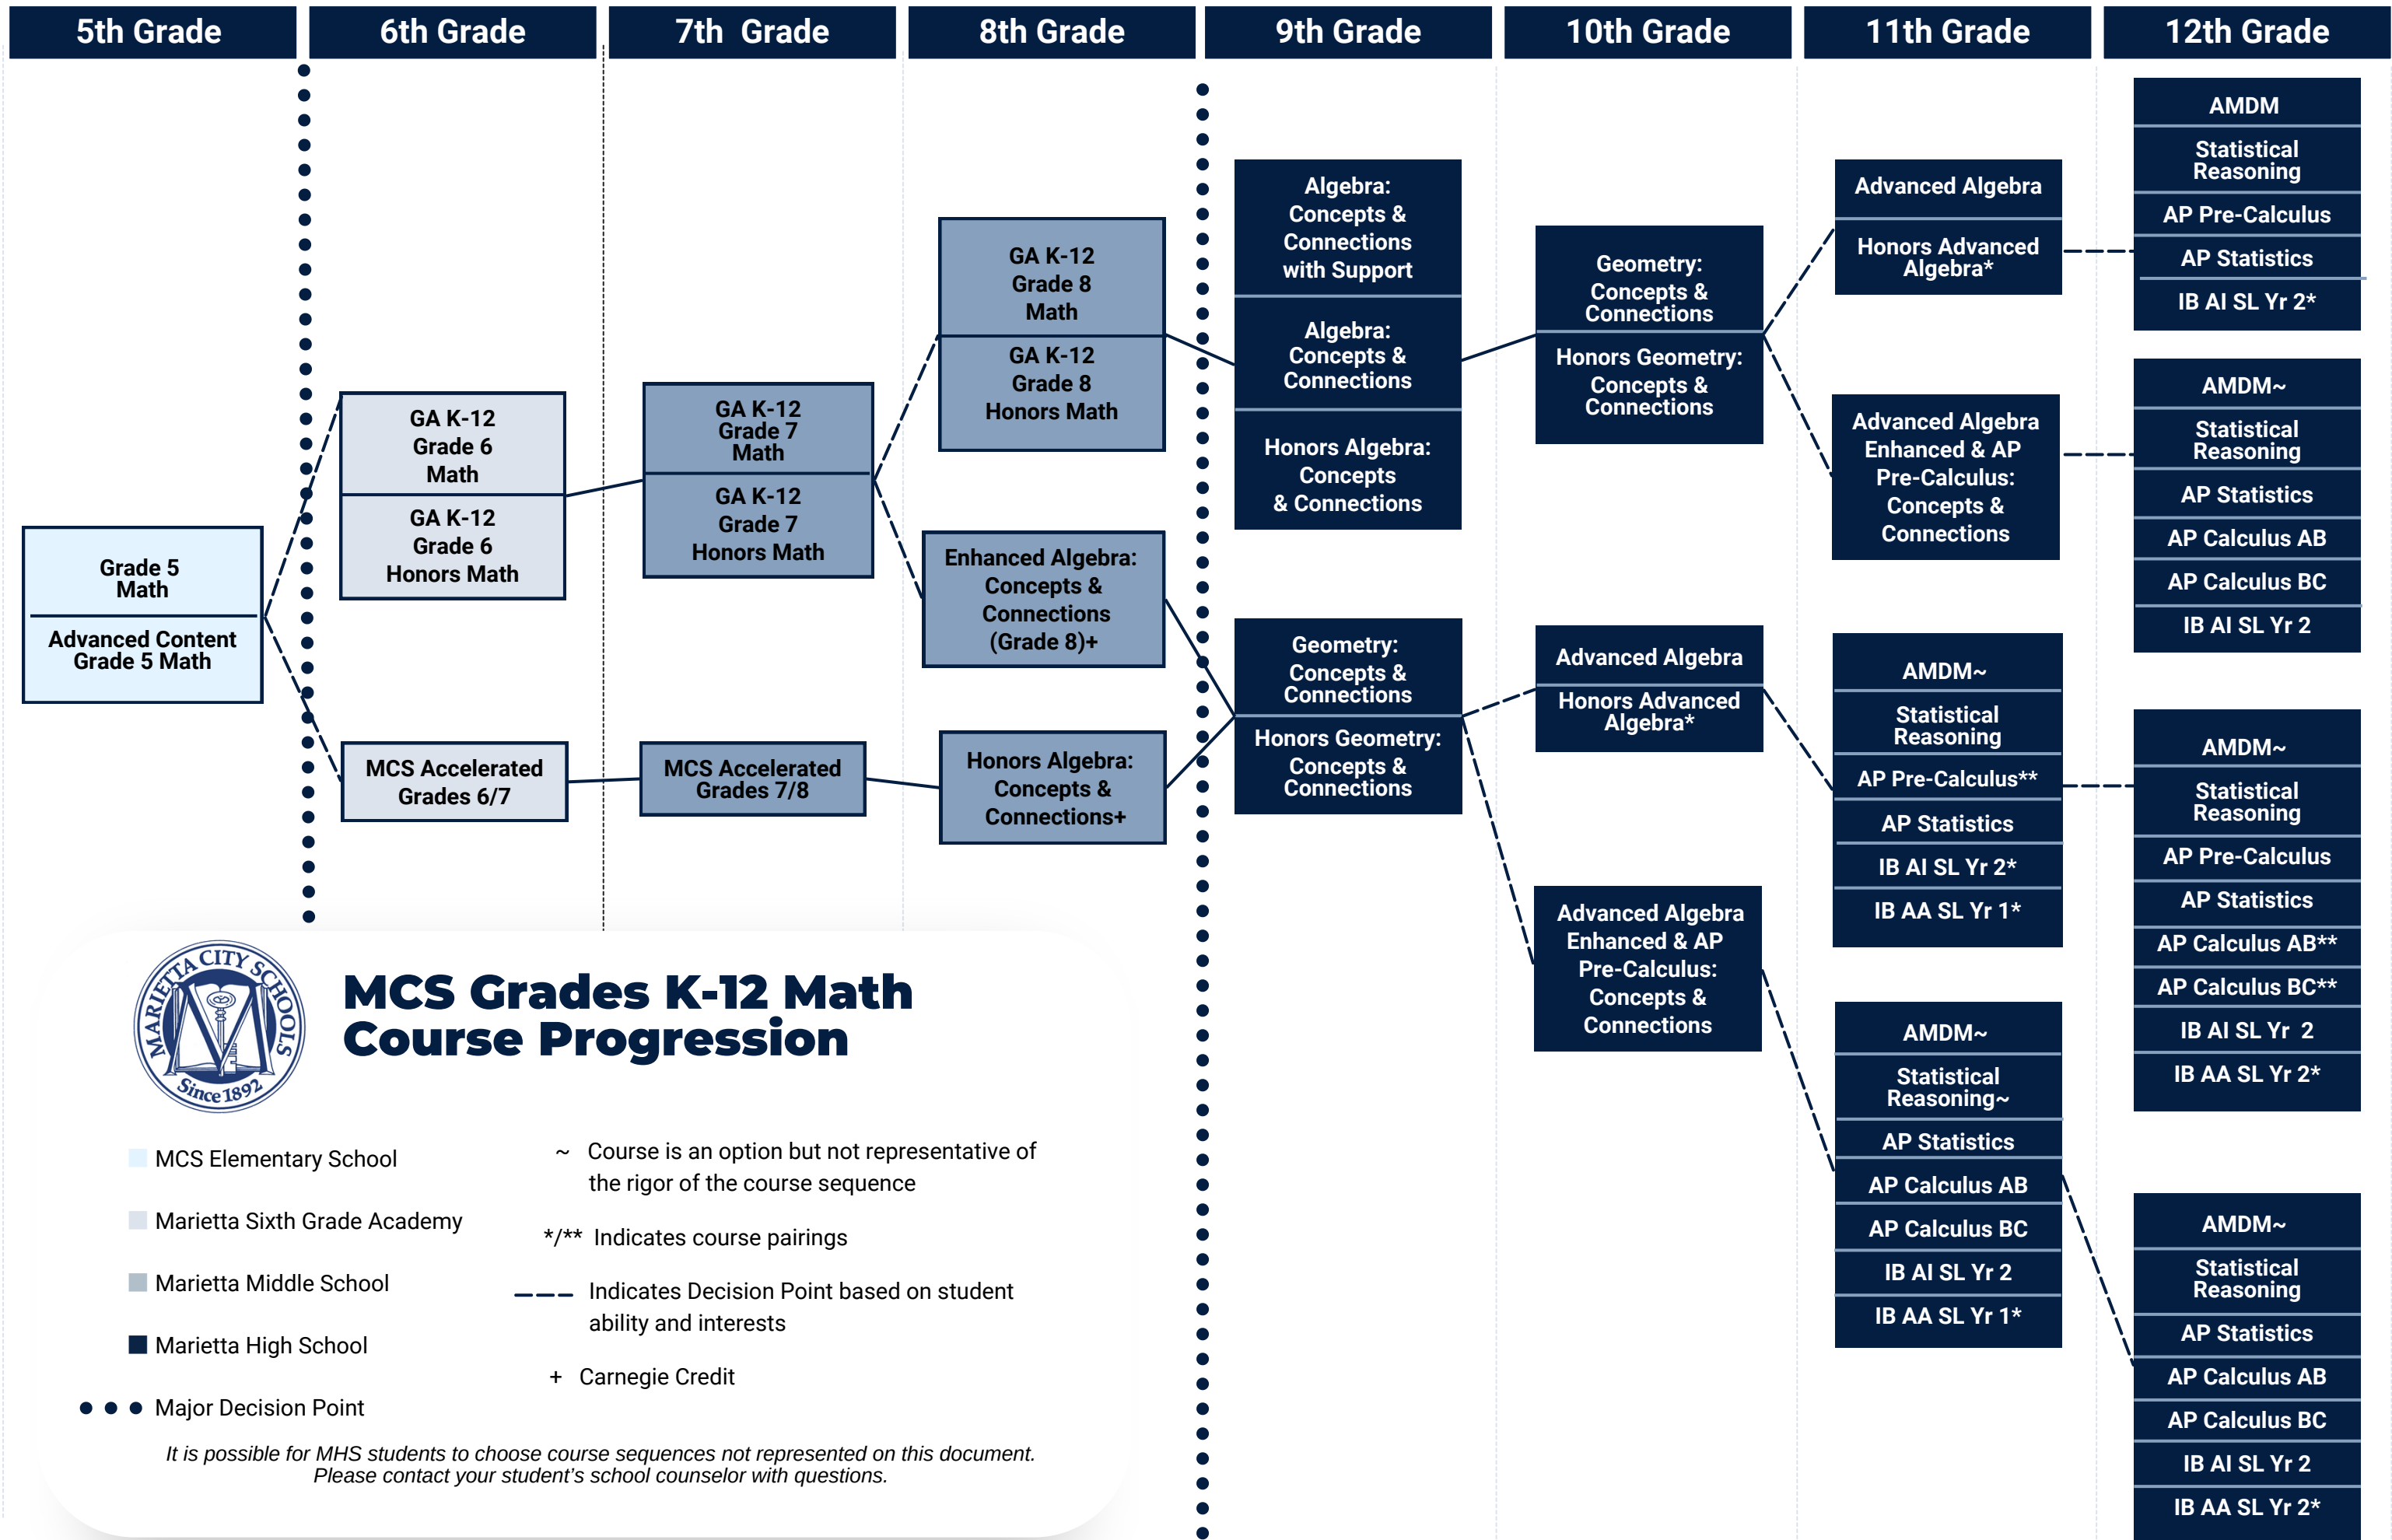 5th Grade
6th Grade
7th Grade
8th Grade
9th Grade
10th Grade
11th Grade
12th Grade
Grade 5
Math
Advanced Content
Grade 5 Math
GA K-12
Grade 6
Math
GA K-12
Grade 6
Honors Math
MCS Accelerated
Grades 6/7
GA K-12
Grade 7
Math
GA K-12
Grade 7
Honors Math
MCS Accelerated
Grades 7/8
GA K-12
Grade 8
Math
GA K-12
Grade 8
Honors Math
Enhanced Algebra:
Concepts &
Connections
(Grade 8)+
Honors Algebra:
Concepts &
Connections+
Algebra:
Concepts &
Connections
with Support
Algebra:
Concepts &
Connections
Honors Algebra:
Concepts
& Connections
Geometry:
Concepts &
Connections
Honors Geometry:
Concepts &
Connections
Geometry:
Concepts &
Connections
Honors Geometry:
Concepts &
Connections
Advanced Algebra
Honors Advanced
Algebra*
Advanced Algebra
Enhanced & AP
Pre-Calculus:
Concepts &
Connections
Advanced Algebra
Honors Advanced
Algebra*
Advanced Algebra
Enhanced & AP
Pre-Calculus:
Concepts &
Connections
AMDM~
Statistical
Reasoning
AP Pre-Calculus**
AP Statistics
IB AI SL Yr 2*
IB AA SL Yr 1*
AMDM~
Statistical
Reasoning~
AP Statistics
AP Calculus AB
AP Calculus BC
IB AI SL Yr 2
IB AA SL Yr 1*
AMDM
Statistical
Reasoning
AP Pre-Calculus
AP Statistics
IB AI SL Yr 2*
AMDM~
Statistical
Reasoning
AP Statistics
AP Calculus AB
AP Calculus BC
IB AI SL Yr 2
AMDM~
Statistical
Reasoning
AP Pre-Calculus
AP Statistics
AP Calculus AB**
AP Calculus BC**
IB AI SL Yr 2
IB AA SL Yr 2*
AMDM~
Statistical
Reasoning
AP Statistics
AP Calculus AB
AP Calculus BC
IB AI SL Yr 2
IB AA SL Yr 2*
MARIETTA CITY SCHOOLS
Since 1892
MCS Grades K-12 Math
Course Progression
MCS Elementary School
Marietta Sixth Grade Academy
Marietta Middle School
Marietta High School
Major Decision Point
~ Course is an option but not representative of
the rigor of the course sequence
*/** Indicates course pairings
Indicates Decision Point based on student
ability and interests
+ Carnegie Credit
It is possible for MHS students to choose course sequences not represented on this document.
Please contact your student's school counselor with questions.